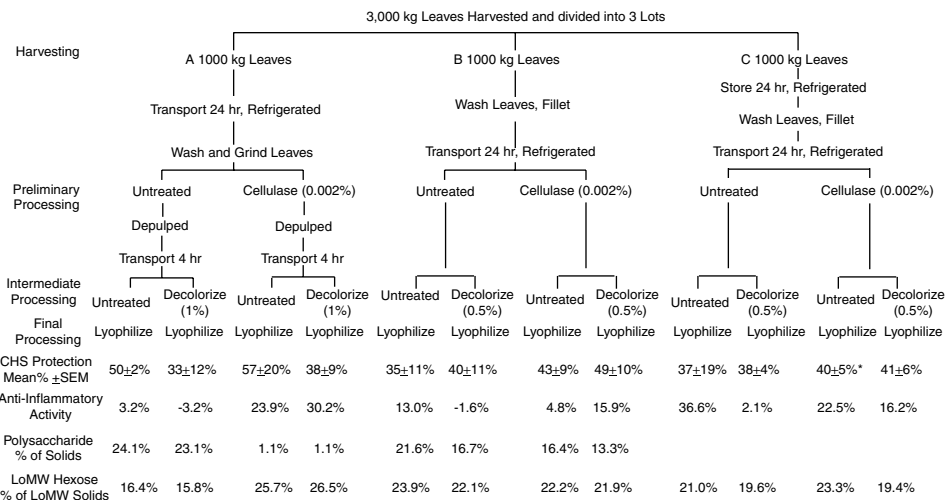 3,000 kg Leaves Harvested and divided into 3 Lots
Harvesting
A 1000 kg Leaves B 1000 kg Leaves C 1000 kg Leaves
Store 24 hr, Refrigerated
Transport 24 hr, Refrigerated Wash Leaves, Fillet
Wash Leaves, Fillet
Wash and Grind Leaves Transport 24 hr, Refrigerated Transport 24 hr, Refrigerated
Preliminary
Processing
Untreated Cellulase (0.002%) Untreated Cellulase (0.002%) Untreated Cellulase (0.002%)
Depulped Depulped
Transport 4 hr Transport 4 hr
Intermediate
Processing
Untreated Decolorize Untreated Decolorize Untreated Decolorize Untreated Decolorize Untreated Decolorize Untreated Decolorize
(1%) (1%) (0.5%) (0.5%) (0.5%) (0.5%)
Final
Processing
Lyophilize Lyophilize Lyophilize Lyophilize Lyophilize Lyophilize Lyophilize Lyophilize Lyophilize Lyophilize Lyophilize Lyophilize
CHS Protection
Mean% ±SEM
50±2% 33±12% 57±20% 38±9% 35±11% 40±11% 43±9% 49±10% 37±19% 38±4% 40±5%* 41±6%
Anti-Inflammatory
Activity
3.2% -3.2% 23.9% 30.2% 13.0% -1.6% 4.8% 15.9% 36.6% 2.1% 22.5% 16.2%
Polysaccharide
% of Solids
24.1% 23.1% 1.1% 1.1% 21.6% 16.7% 16.4% 13.3%
LoMW Hexose
% of LoMW Solids
16.4% 15.8% 25.7% 26.5% 23.9% 22.1% 22.2% 21.9% 21.0% 19.6% 23.3% 19.4%